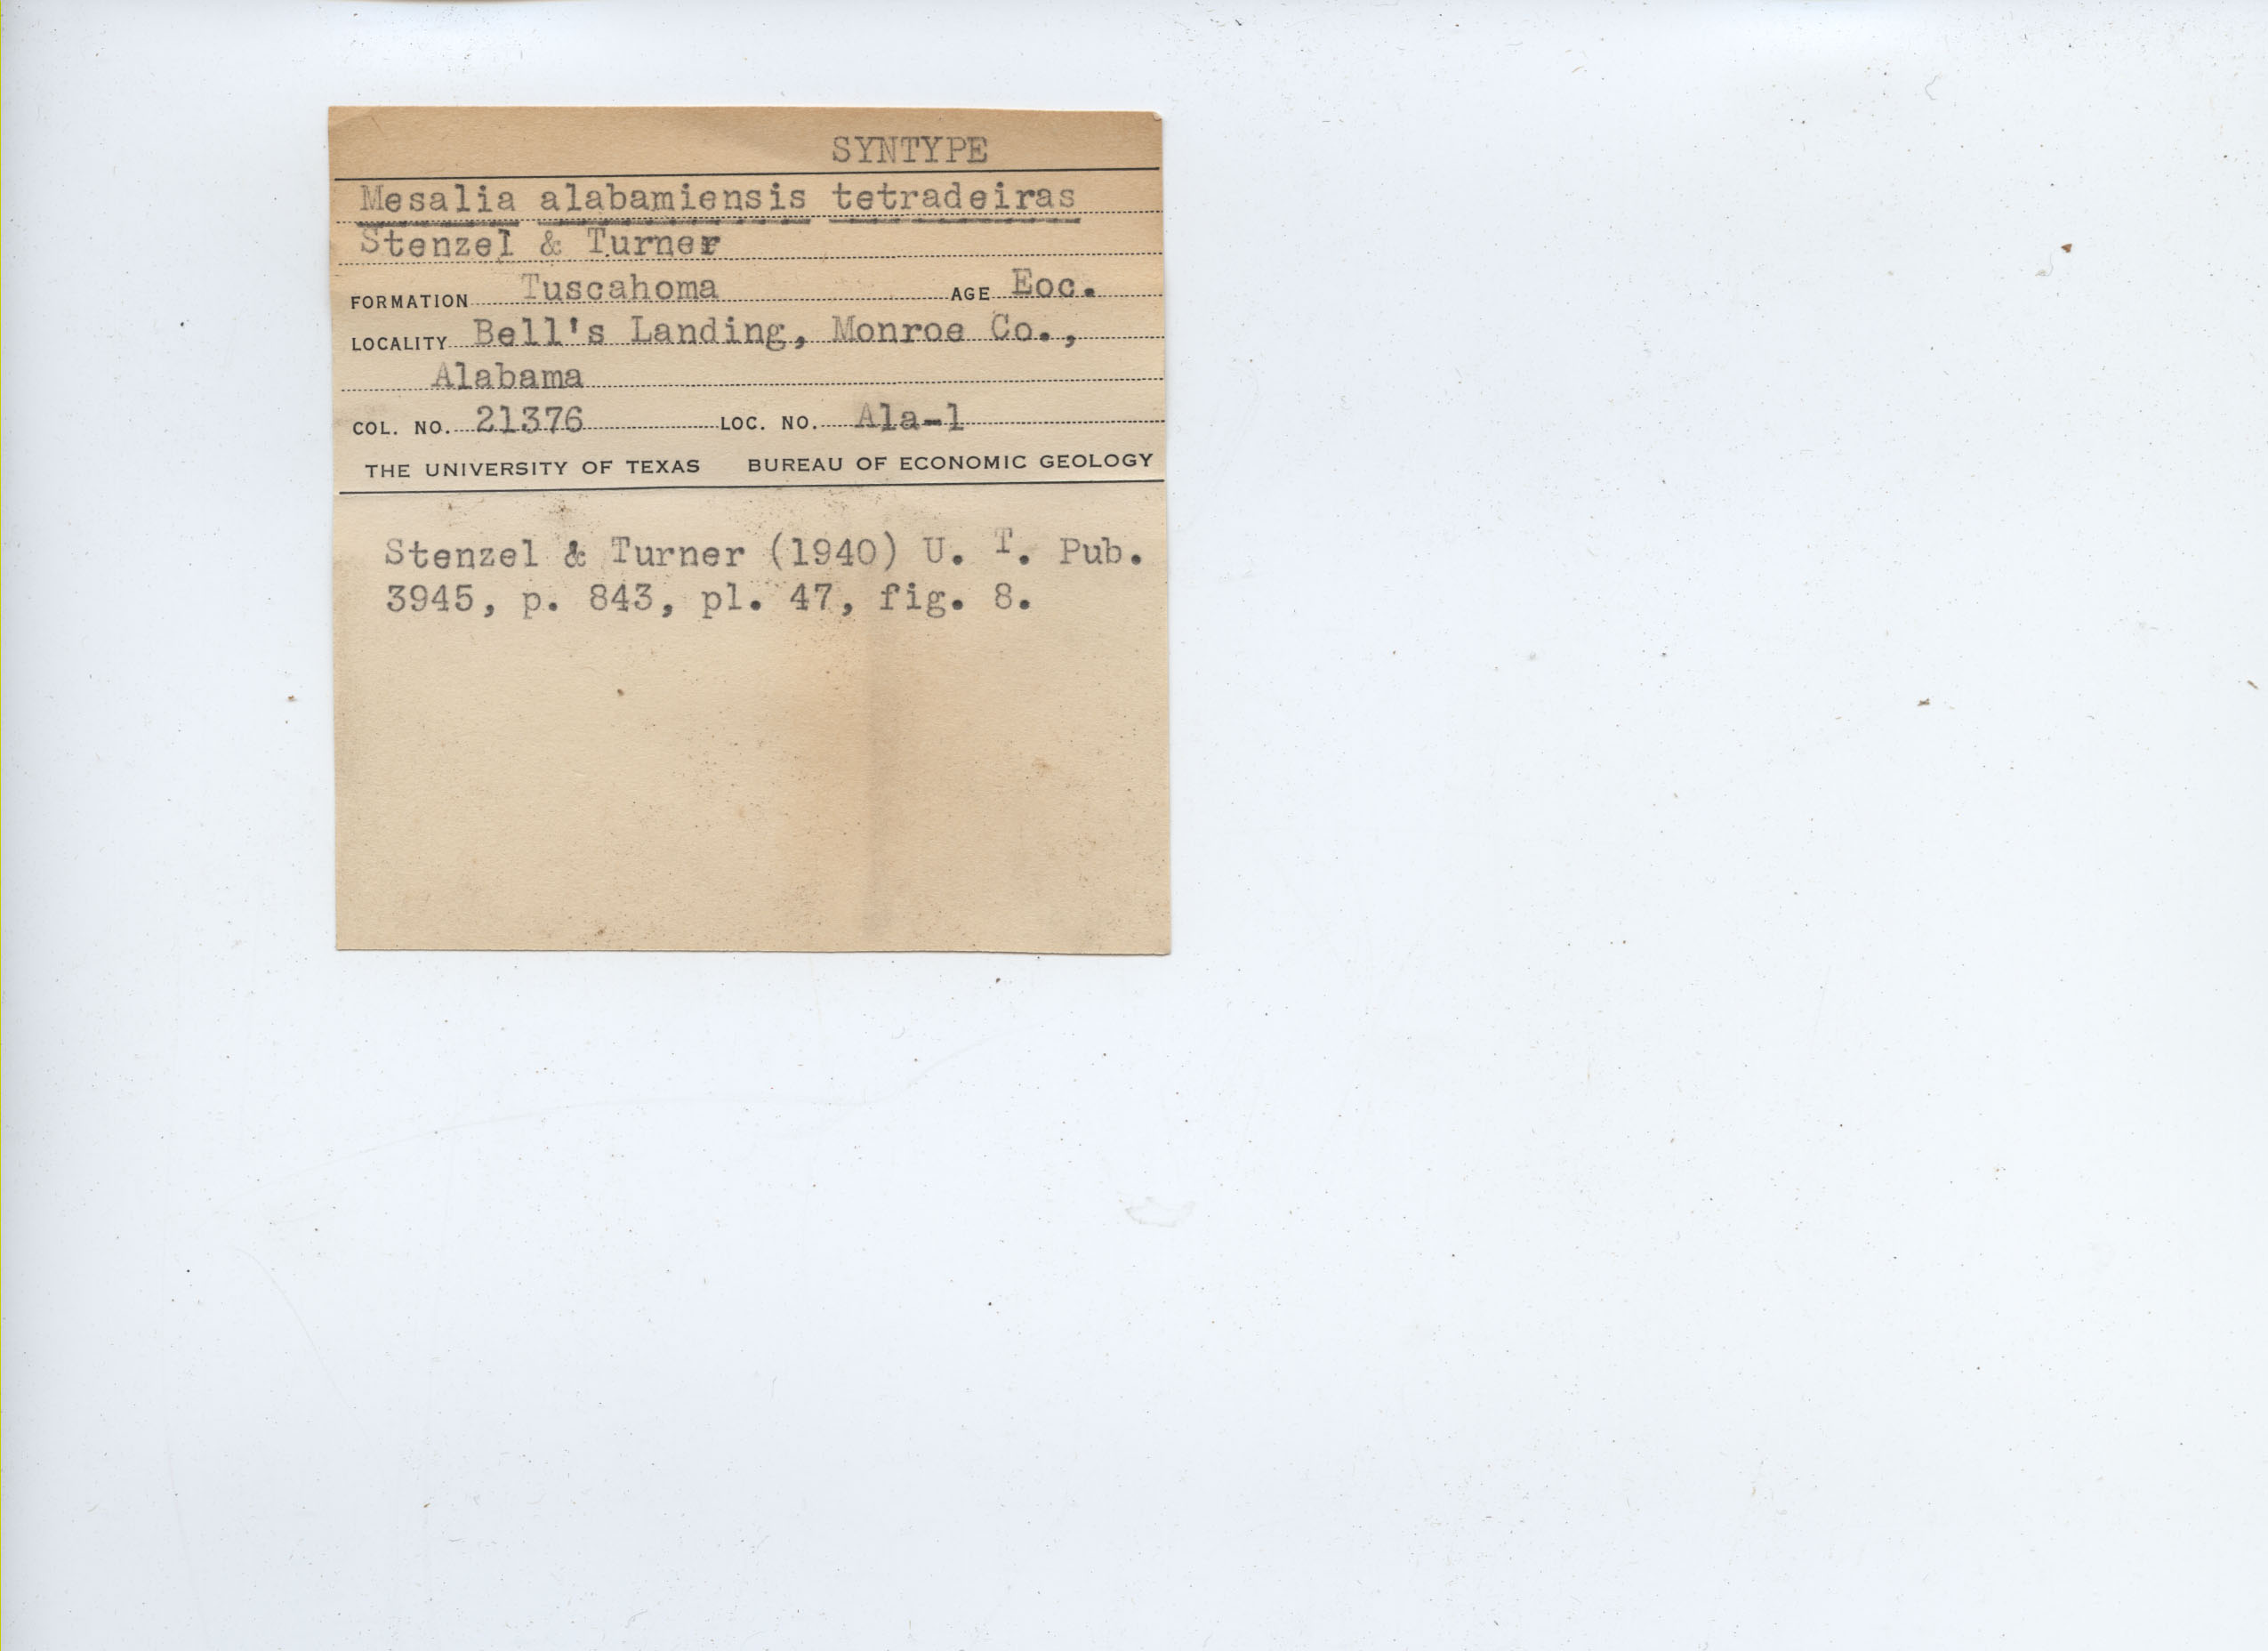 SYNTYPE
Mesalia alabamiensis tetradeiras
Stenzel & Turner
FORMATION Tuscahoma AGE Eoc.
LOCALITY Bell's Landing, Monroe Co.,
Alabama
COL. NO. 21376 LOC. NO. Ala-1
THE UNIVERSITY OF TEXAS BUREAU OF ECONOMIC GEOLOGY
Stenzel & Turner (1940) U. T. Pub.
3945, p. 843, pl. 47, fig. 8.